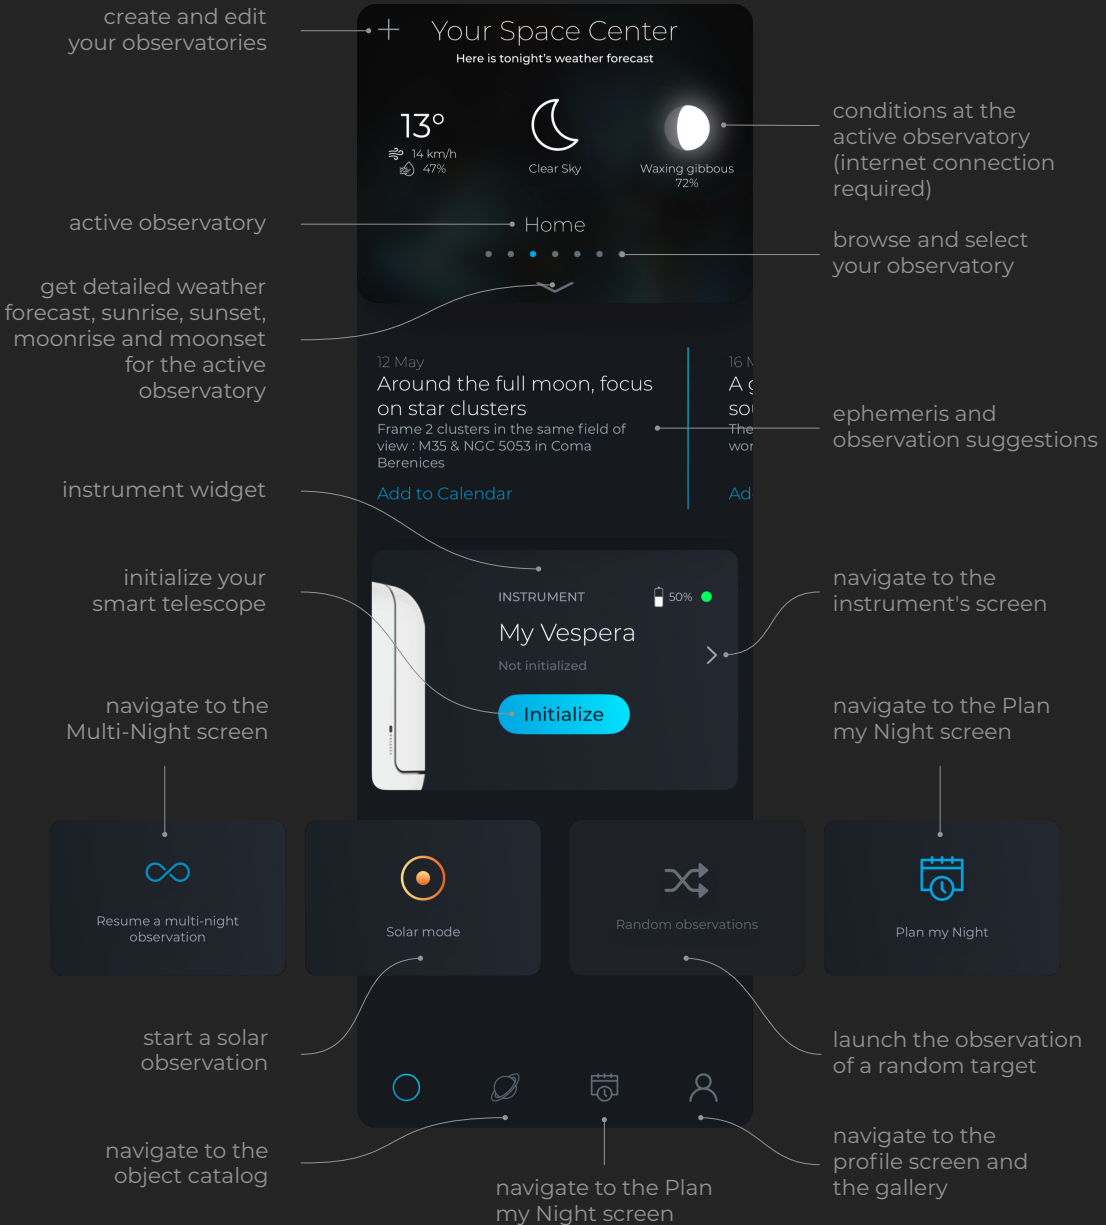 create and edit
your observatories
Your Space Center
Here is tonight's weather forecast
13°
14 km/h
47%
Clear Sky
Waxing gibbous
72%
conditions at the
active observatory
(internet connection
required)
active observatory
Home
browse and select
your observatory
get detailed weather
forecast, sunrise, sunset,
moonrise and moonset
for the active
observatory
12 May
Around the full moon, focus
on star clusters
Frame 2 clusters in the same field of
view : M35 & NGC 5053 in Coma
Berenices
Add to Calendar
16 M
A g
sou
The
wor
Ad
ephemeris and
observation suggestions
instrument widget
initialize your
smart telescope
INSTRUMENT
50%
My Vespera
Not initialized
Initialize
navigate to the
instrument's screen
navigate to the
Multi-Night screen
navigate to the Plan
my Night screen
Resume a multi-night
observation
Solar mode
Random observations
Plan my Night
start a solar
observation
launch the observation
of a random target
navigate to the
object catalog
navigate to the Plan
my Night screen
navigate to the
profile screen and
the gallery